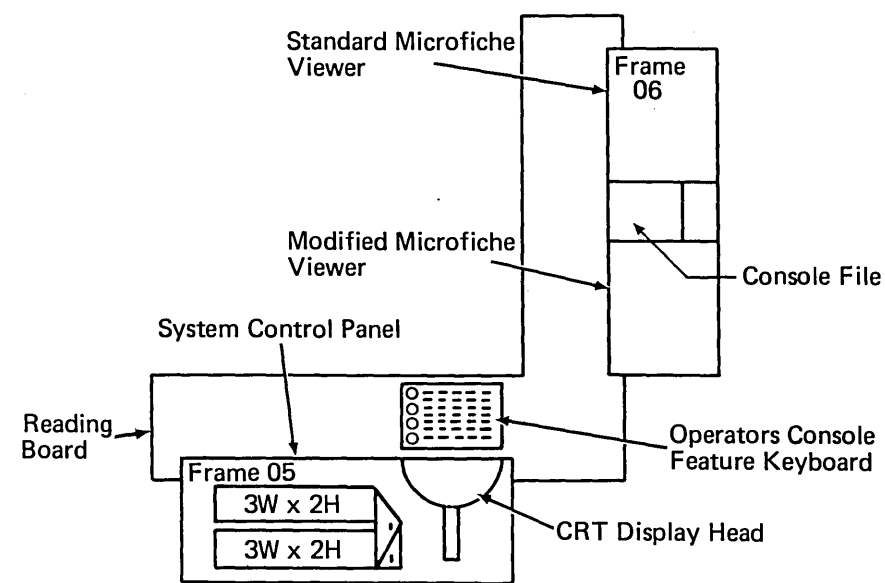 Standard Microfiche
Viewer
Frame
06
Modified Microfiche
Viewer
Console File
System Control Panel
Reading
Board
Operators Console
Feature Keyboard
Frame 05
3W x 2H
3W x 2H
CRT Display Head